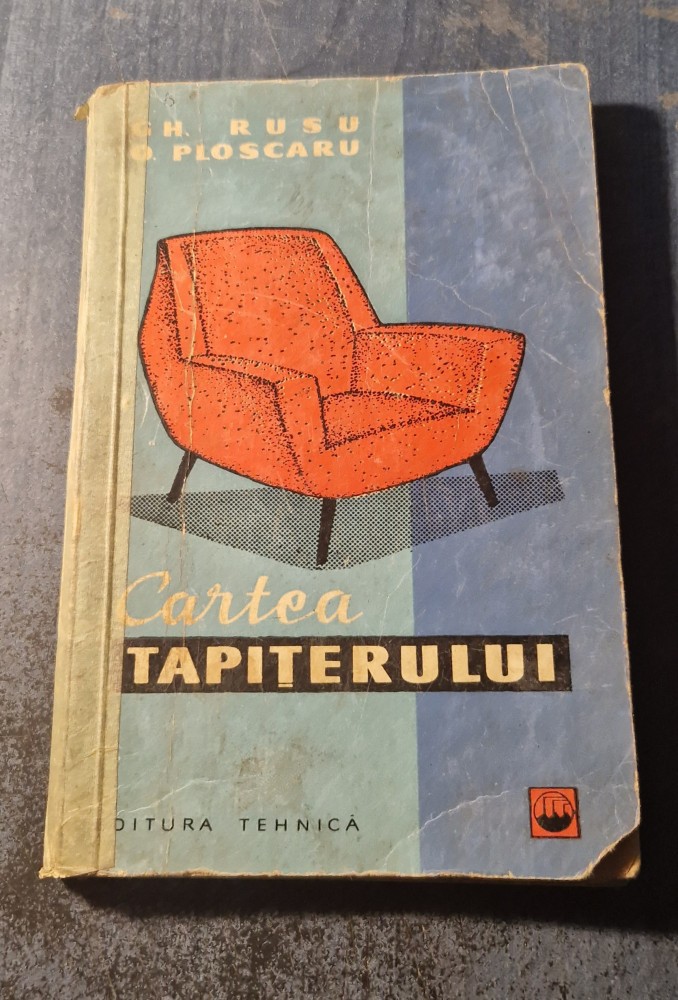 GH. RUSU
O. PLOSCARU
Cartea
TAPIȚERULUI
DITURA TEHNICĂ